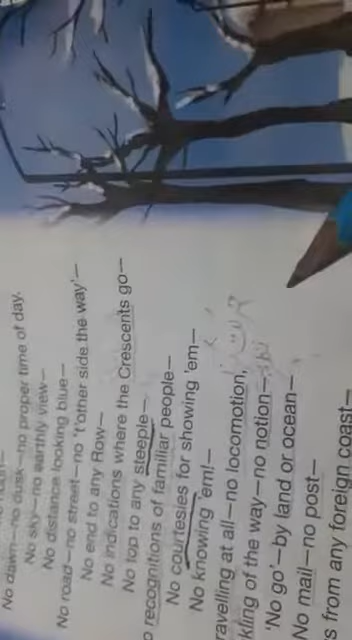 No dawn—no dusk—no proper time of day.
No sky—no earthly view—
No distance looking blue—
No road—no street—no 't'other side the way'—
No end to any Row—
No indications where the Crescents go—
No top to any steeple—
recognitions of familiar people—
No courtesies for showing 'em—
No knowing 'em!—
ravelling at all—no locomotion,
kling of the way—no notion—
'No go'—by land or ocean—
No mail—no post—
s from any foreign coast—